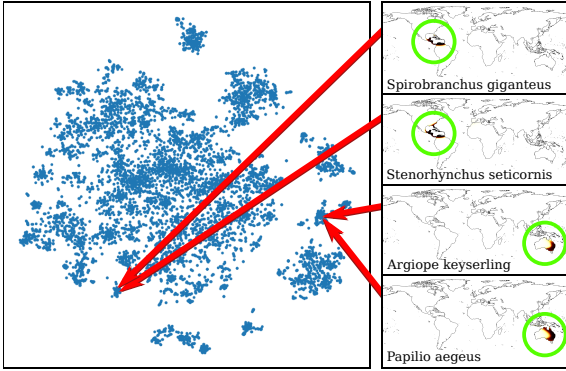 Spirobranchus giganteus
Stenorhynchus seticornis
Argiope keyserling
Papilio aegeus